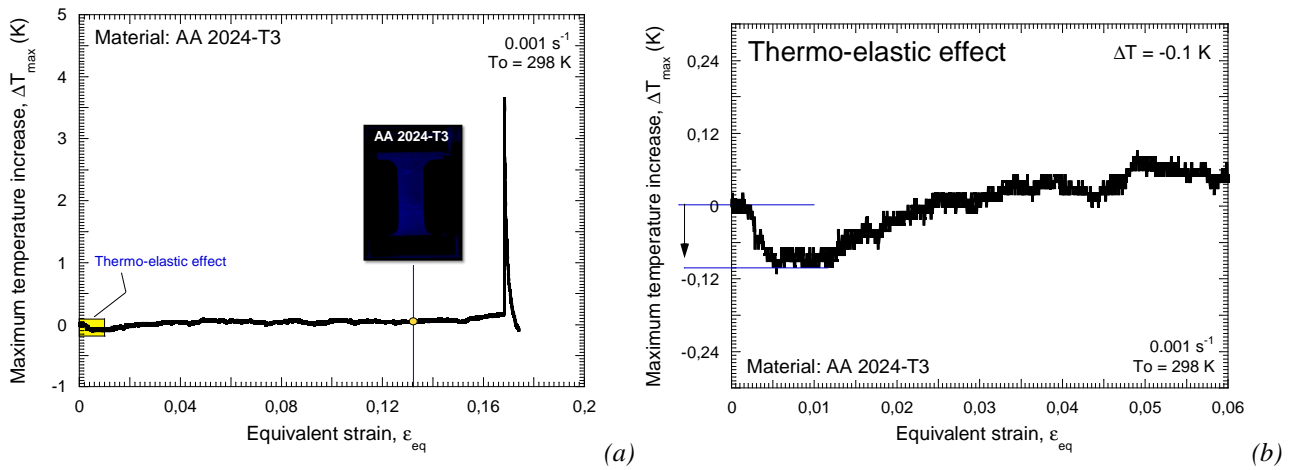 Maximum temperature increase, ΔT_max (K)
5
4
3
2
1
0
-1
Material: AA 2024-T3
0.001 s⁻¹
To = 298 K
AA 2024-T3
Thermo-elastic effect
0
0,04
0,08
0,12
0,16
0,2
Equivalent strain, ε_eq
(a)
Maximum temperature increase, ΔT_max (K)
0,24
0,12
0
-0,12
-0,24
Thermo-elastic effect
ΔT = -0.1 K
0.001 s⁻¹
Material: AA 2024-T3
To = 298 K
0
0,01
0,02
0,03
0,04
0,05
0,06
Equivalent strain, ε_eq
(b)